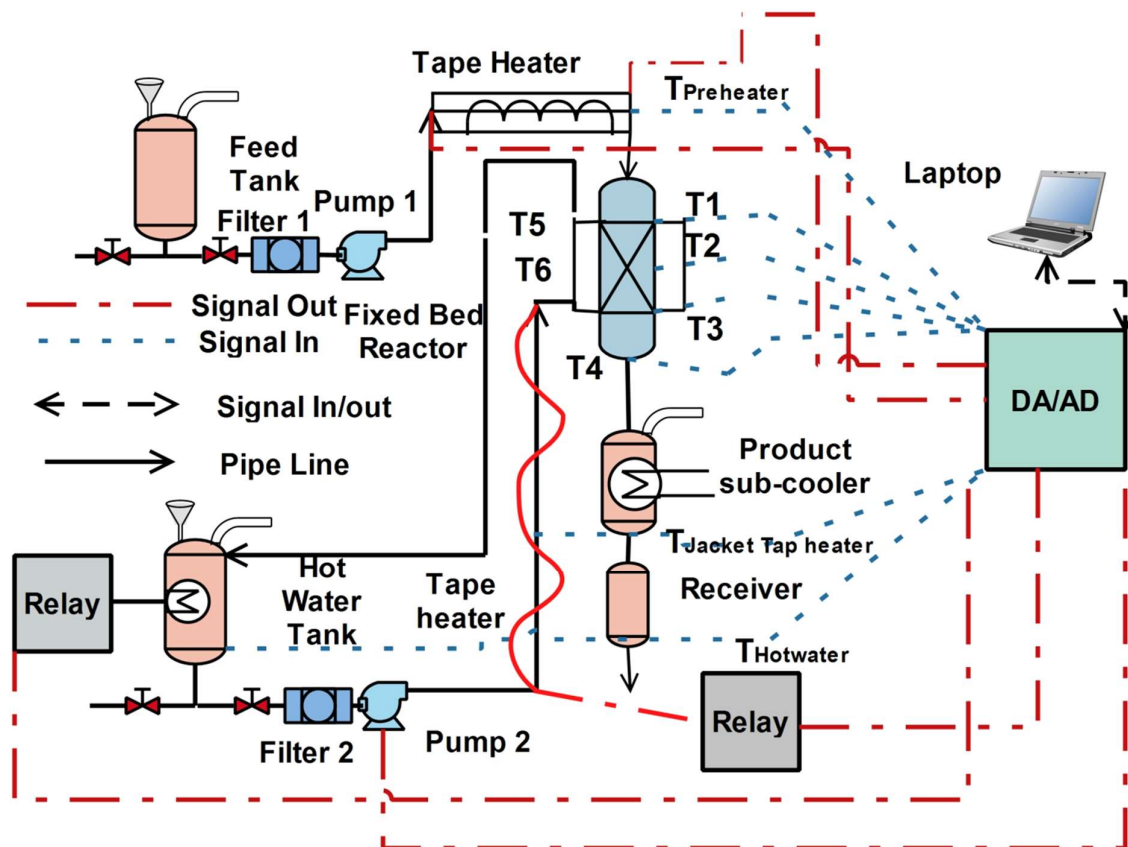 Tape Heater
TPreheater
Feed
Tank
Filter 1
Pump 1
Laptop
T1
T5
T2
T6
Signal Out
Fixed Bed
Reactor
T3
Signal In
T4
DA/AD
Signal In/out
Pipe Line
Product
sub-cooler
TJacket Tap heater
Hot
Water
Tank
Tape
heater
Relay
Receiver
THotwater
Relay
Filter 2
Pump 2